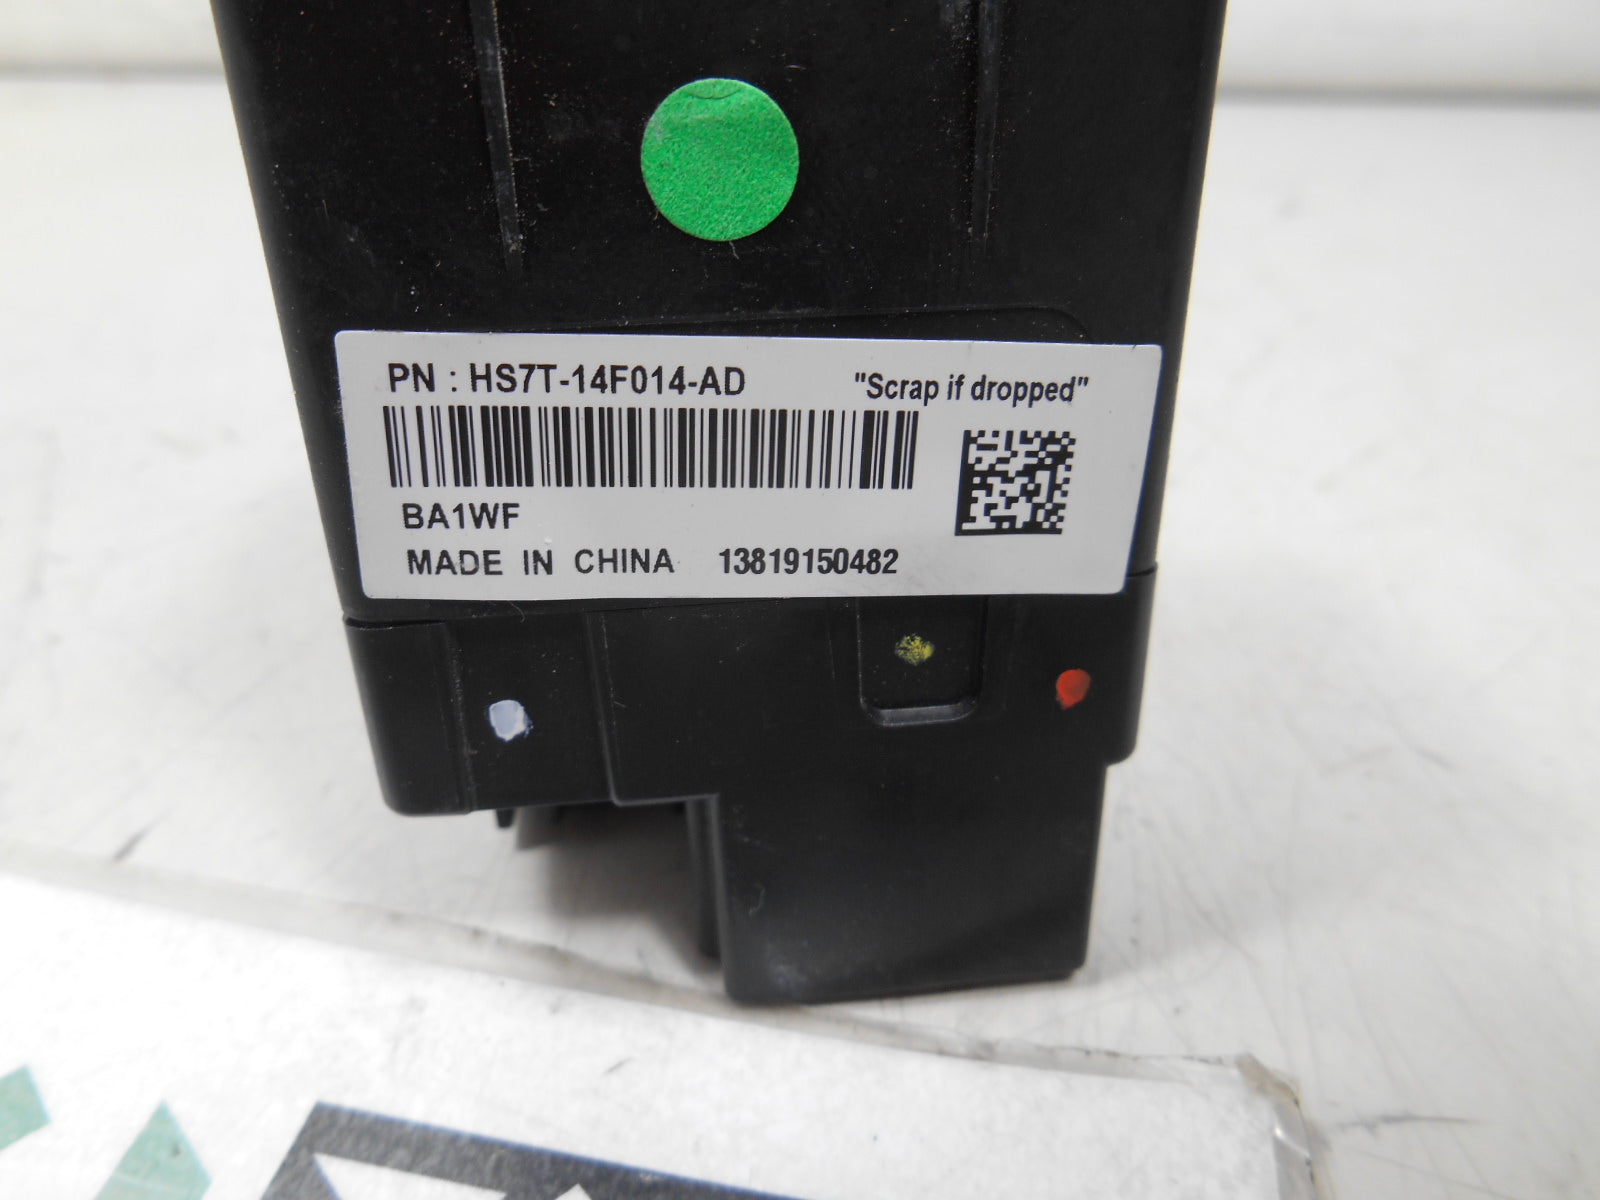 PN : HS7T-14F014-AD "Scrap if dropped"
BA1WF
MADE IN CHINA 13819150482